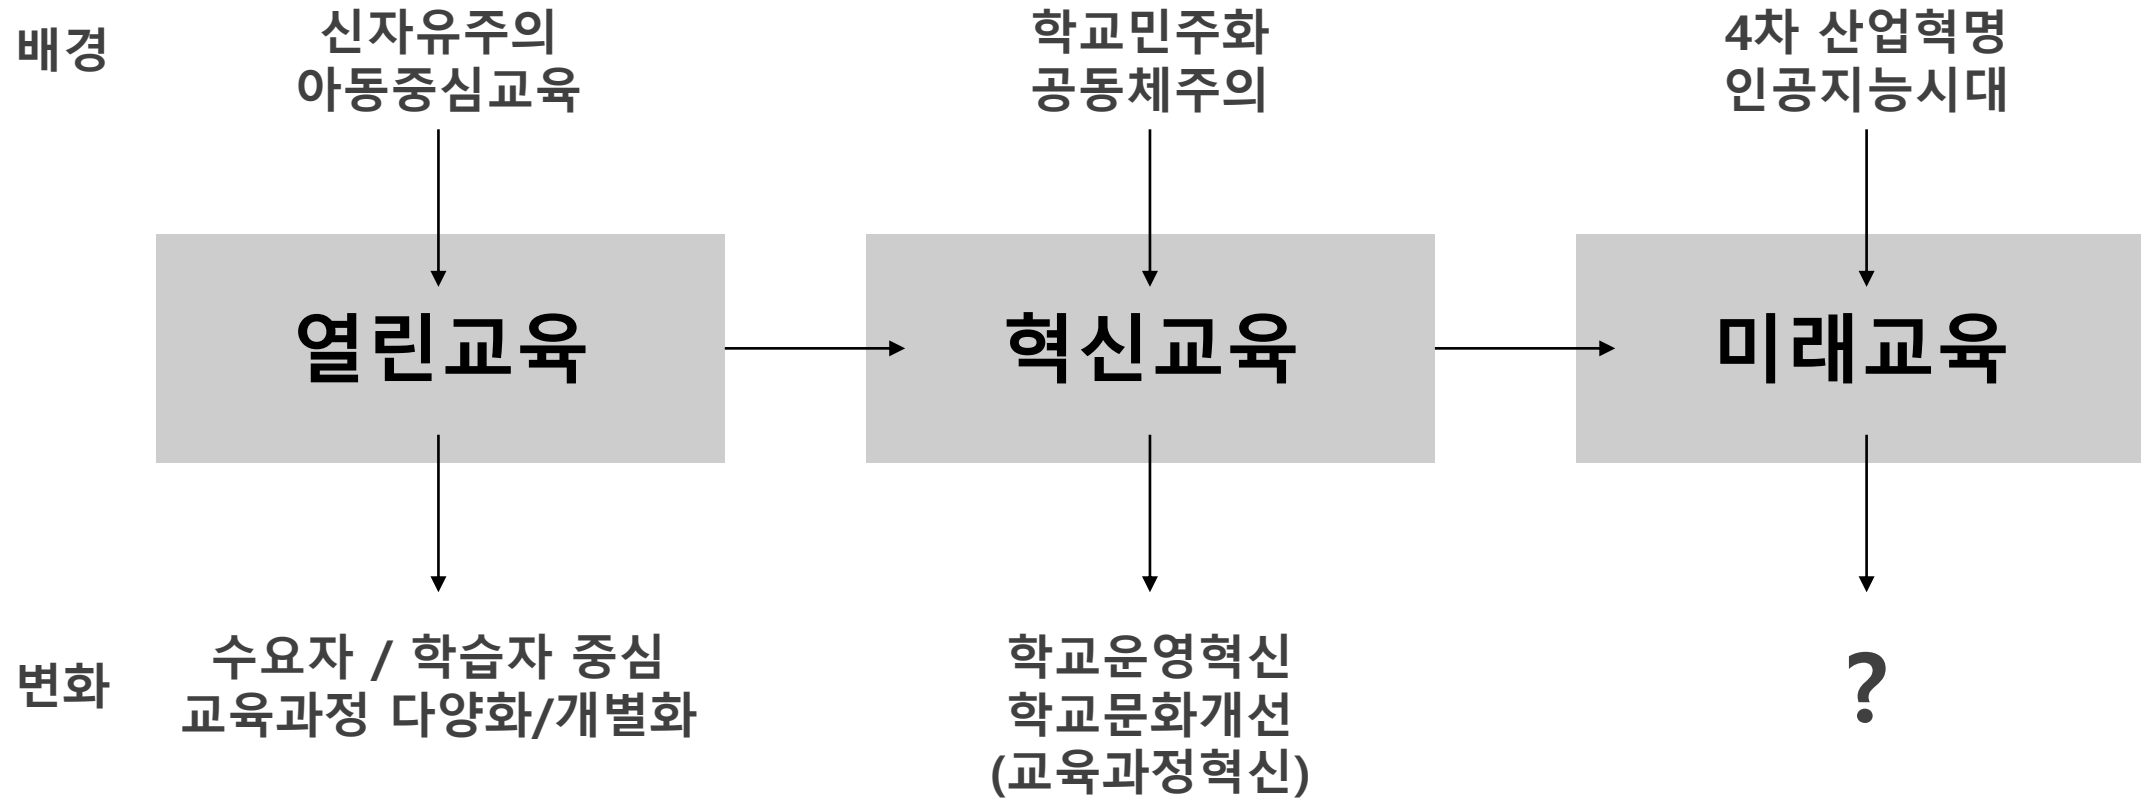 배경
신자유주의
아동중심교육
학교민주화
공동체주의
4차 산업혁명
인공지능시대
열린교육
혁신교육
미래교육
변화
수요자 / 학습자 중심
교육과정 다양화/개별화
학교운영혁신
학교문화개선
(교육과정혁신)
?